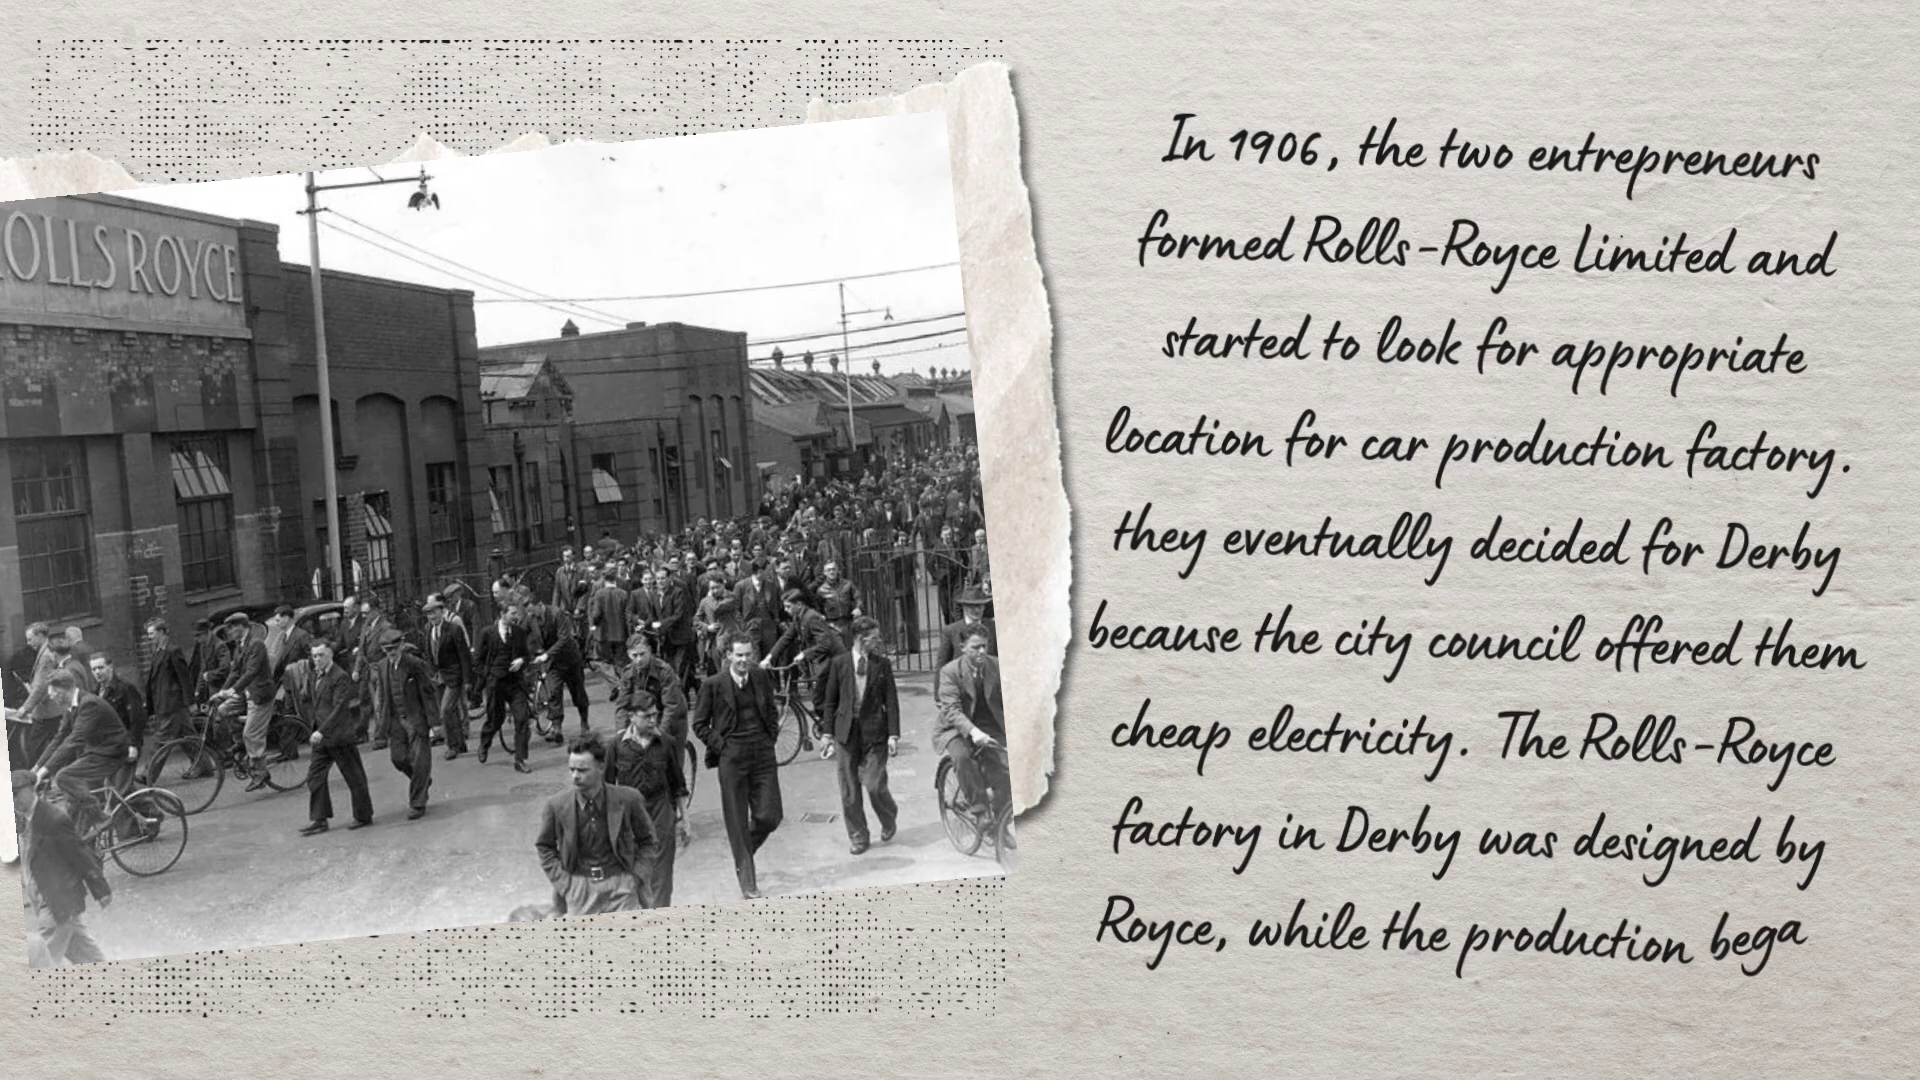 OLLS ROYCE
In 1906, the two entrepreneurs
formed Rolls-Royce Limited and
started to look for appropriate
location for car production factory.
they eventually decided for Derby
because the city council offered them
cheap electricity. The Rolls-Royce
factory in Derby was designed by
Royce, while the production bega